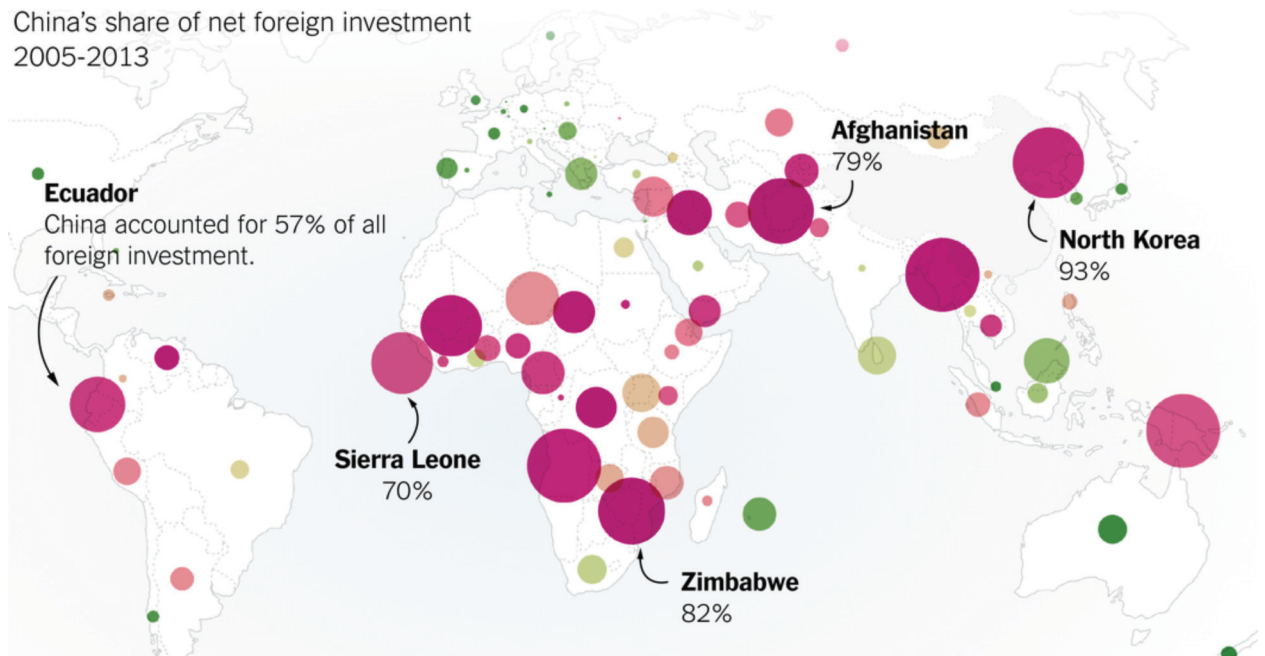 China's share of net foreign investment
2005-2013
Afghanistan
79%
Ecuador
China accounted for 57% of all
foreign investment.
North Korea
93%
Sierra Leone
70%
Zimbabwe
82%